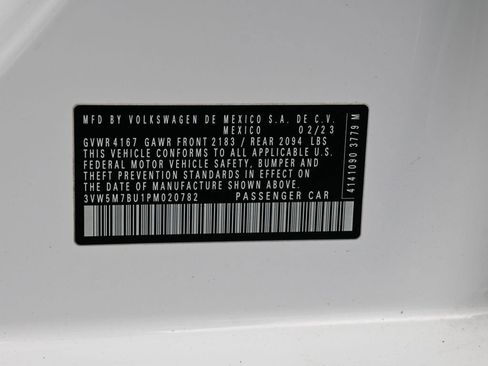 MFD BY VOLKSWAGEN DE MEXICO S.A. DE C.V.
MEXICO 02/23
GVWR 4167 GAWR FRONT 2183 / REAR 2094 LBS
THIS VEHICLE CONFORMS TO ALL APPLICABLE U.S.
FEDERAL MOTOR VEHICLE SAFETY, BUMPER AND
THEFT PREVENTION STANDARDS IN EFFECT ON
THE DATE OF MANUFACTURE SHOWN ABOVE.
3VW5M7BU1PM020782 PASSENGER CAR
4141090 3779 M